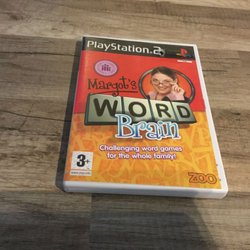 PlayStation 2
Margot's
WORD
Brain
Challenging word games
for the whole family!
3+
ZOO